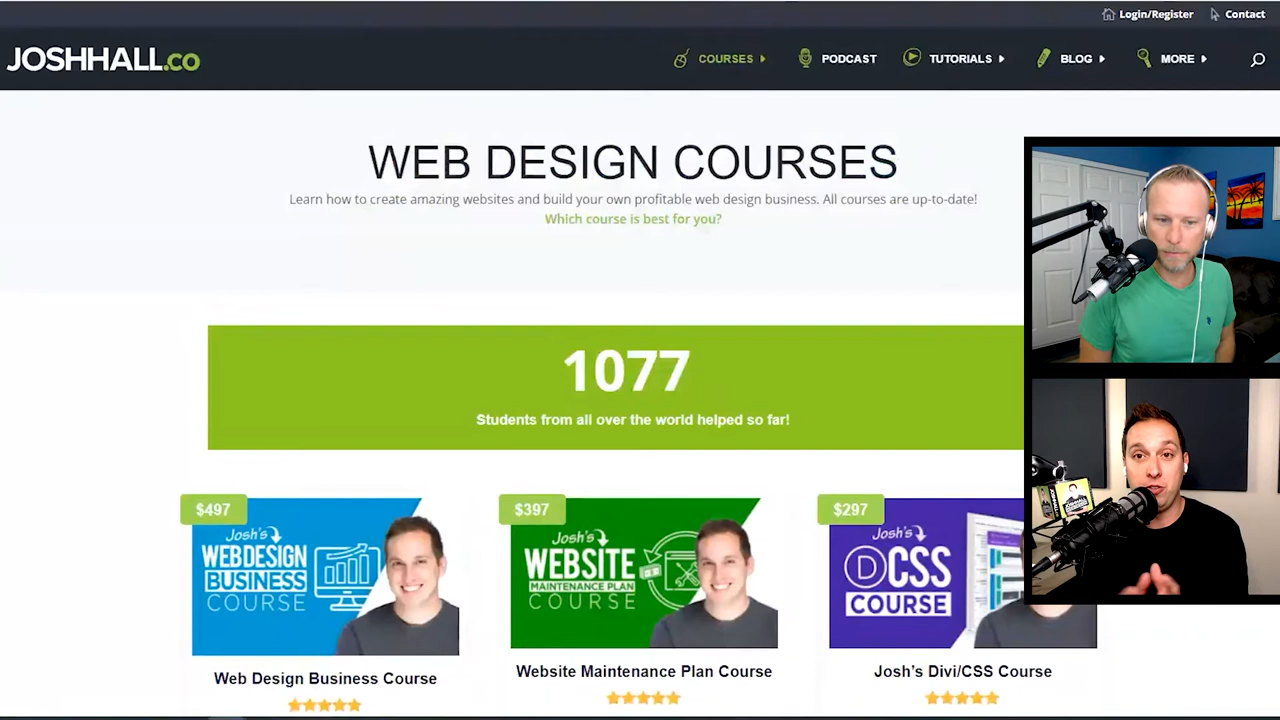 Login/Register Contact
JOSHHALL.CO
COURSES PODCAST TUTORIALS BLOG MORE
WEB DESIGN COURSES
Learn how to create amazing websites and build your own profitable web design business. All courses are up-to-date!
Which course is best for you?
1077
Students from all over the world helped so far!
$497
Josh's
WEBDESIGN
BUSINESS
COURSE
Web Design Business Course
$397
Josh's
WEBSITE
MAINTENANCE PLAN
COURSE
Website Maintenance Plan Course
$297
Josh's
D CSS
COURSE
Josh's Divi/CSS Course